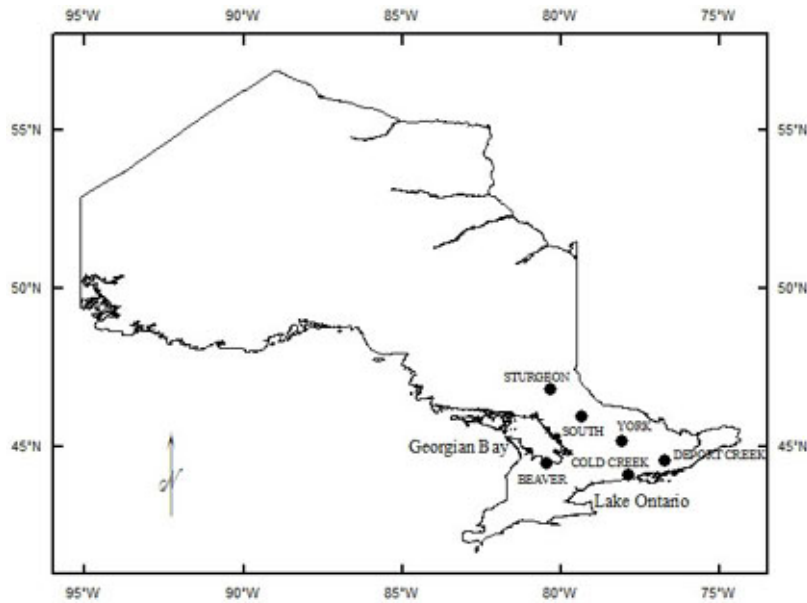 95°W 90°W 85°W 80°W 75°W
55°N 55°N
50°N 50°N
STURGEON
SOUTH YORK
45°N Georgian Bay 45°N
DEPORT CREEK
COLD CREEK
BEAVER
Lake Ontario
N
95°W 90°W 85°W 80°W 75°W